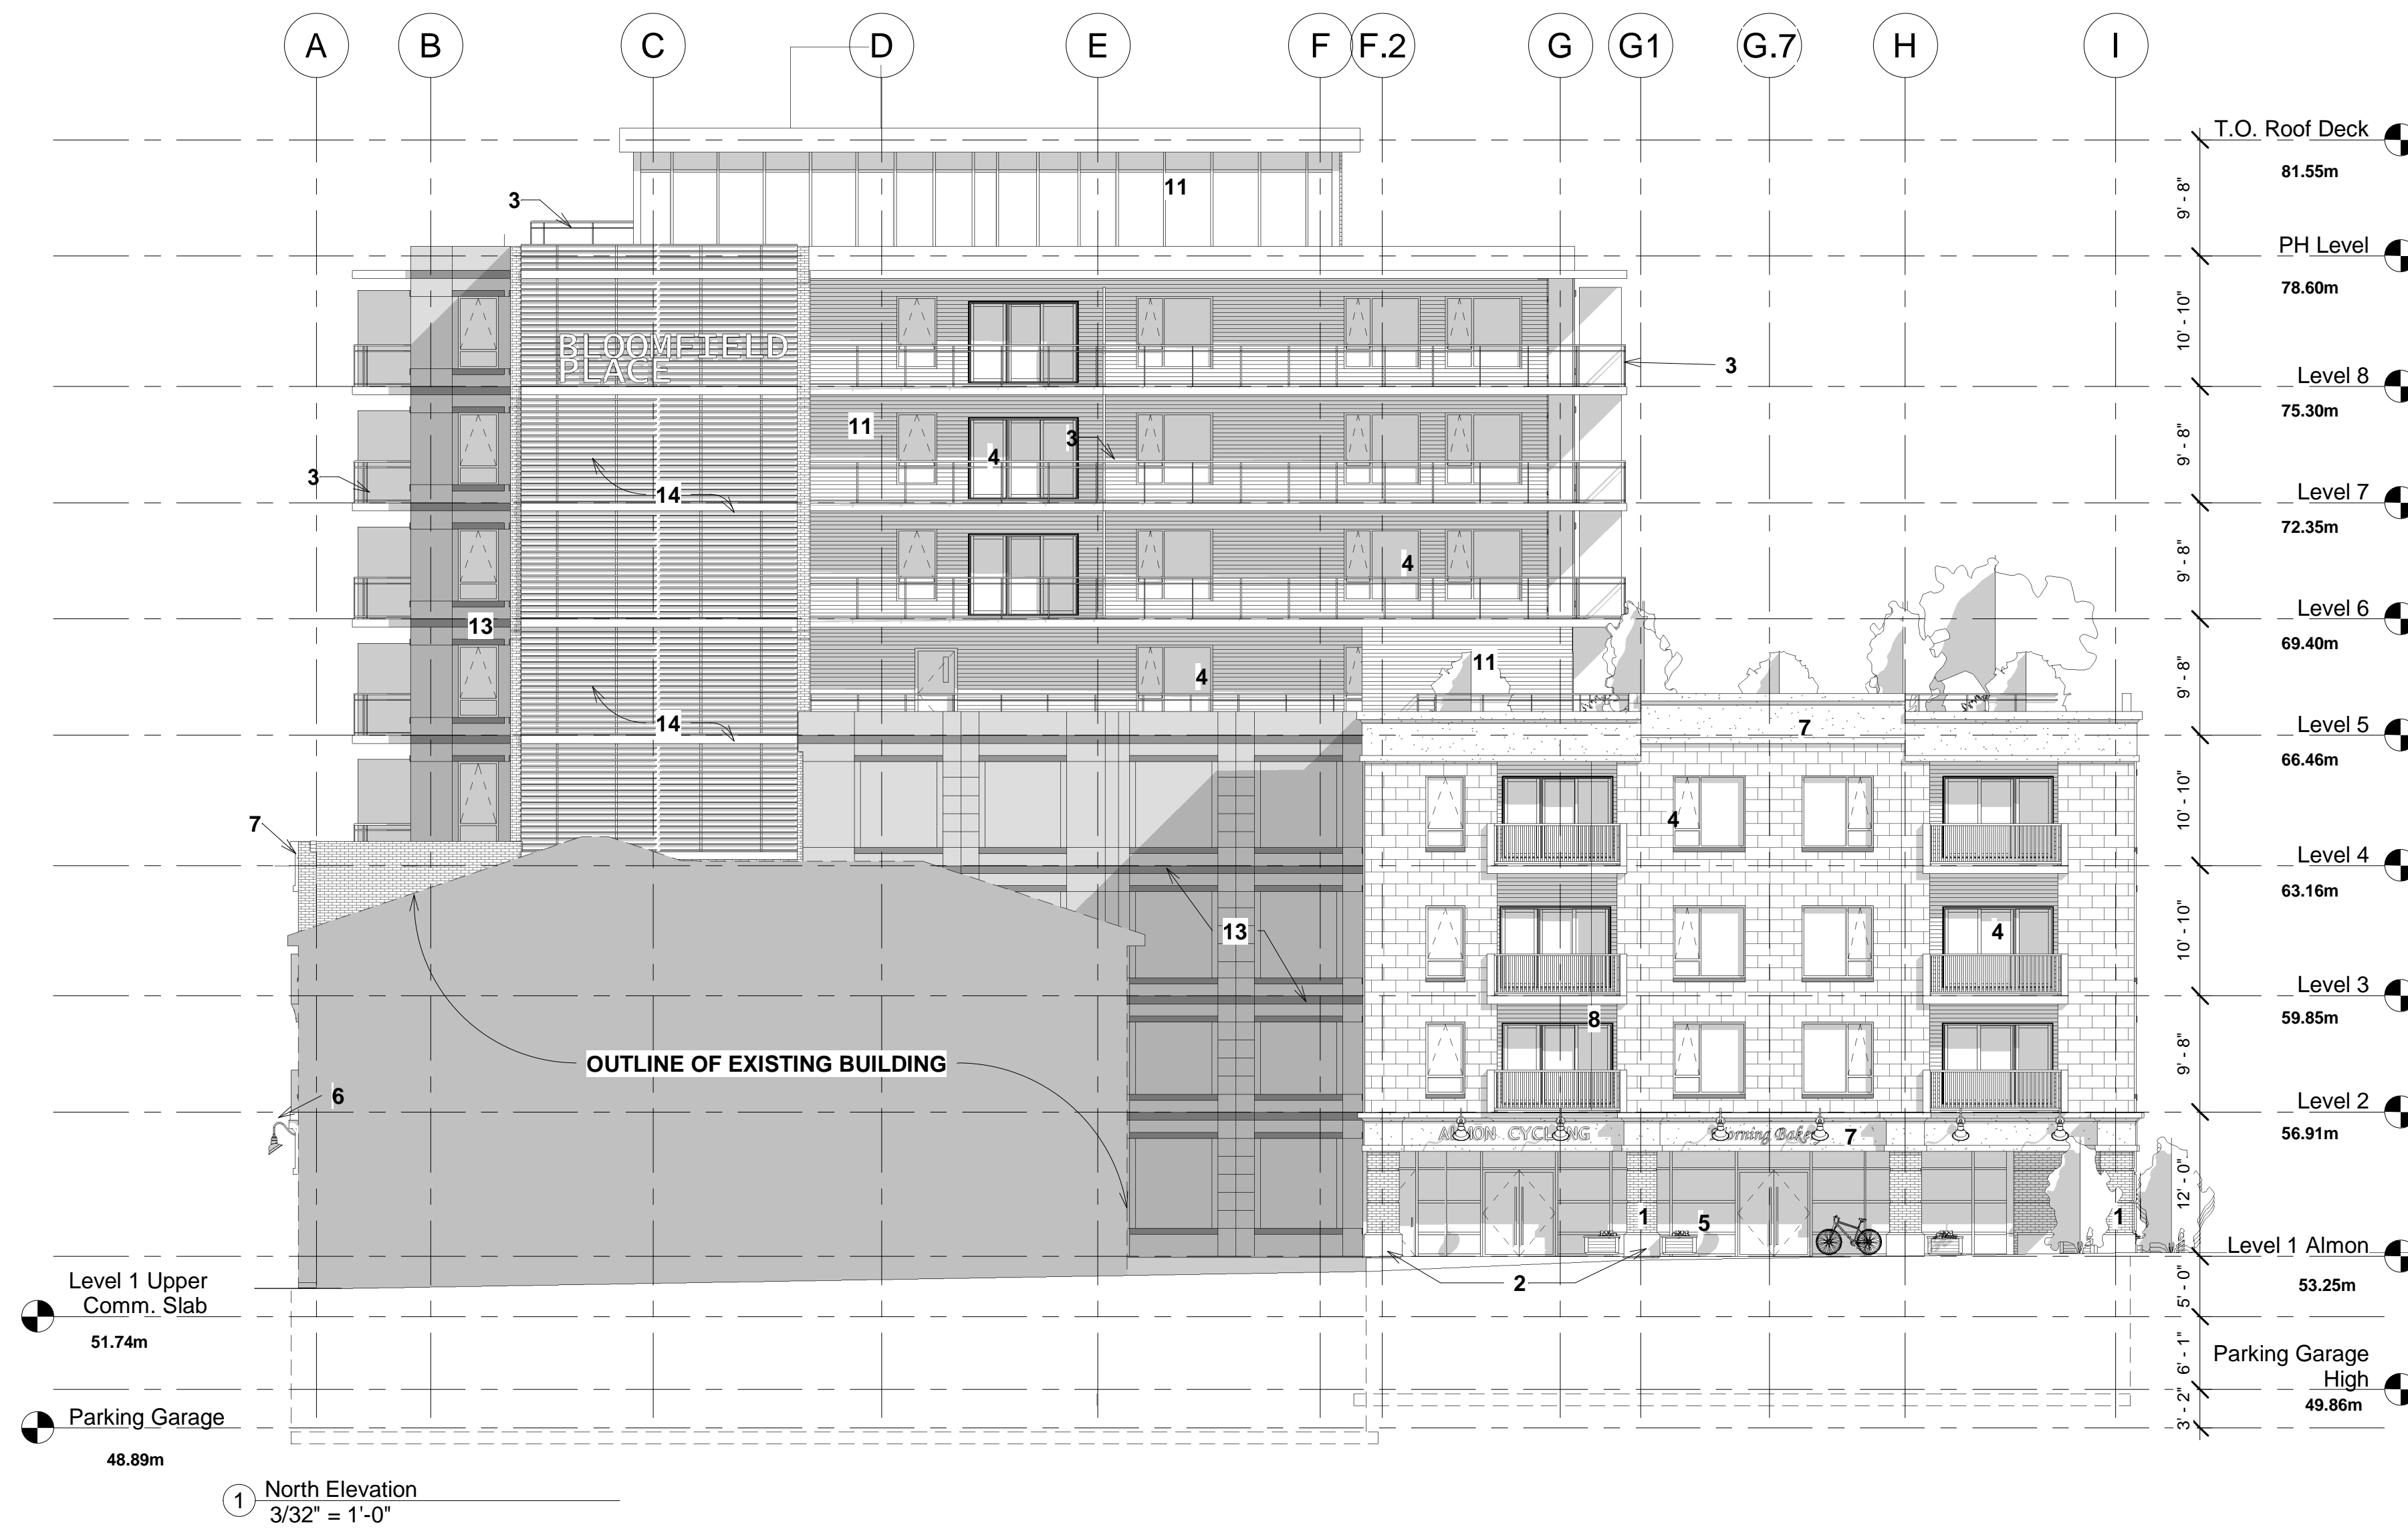 A B C D E F F.2 G G1 G.7 H I
T.O. Roof Deck
81.55m
9' - 8"
3
11
PH Level
78.60m
10' - 10"
BLOOMFIELD
PLACE
3
Level 8
75.30m
9' - 8"
11
3
4
3
14
Level 7
72.35m
9' - 8"
4
Level 6
69.40m
13
9' - 8"
11
4
14
7
Level 5
66.46m
10' - 10"
7
4
Level 4
63.16m
10' - 10"
13
4
Level 3
59.85m
8
9' - 8"
OUTLINE OF EXISTING BUILDING
6
Level 2
56.91m
ALMON CYCLING
Morning Bakery
7
12' - 0"
1
5
1
Level 1 Almon
53.25m
2
5' - 0"
Level 1 Upper
Comm. Slab
51.74m
6' - 1"
Parking Garage
High
49.86m
3' - 2"
Parking Garage
48.89m
1
North Elevation
3/32" = 1'-0"